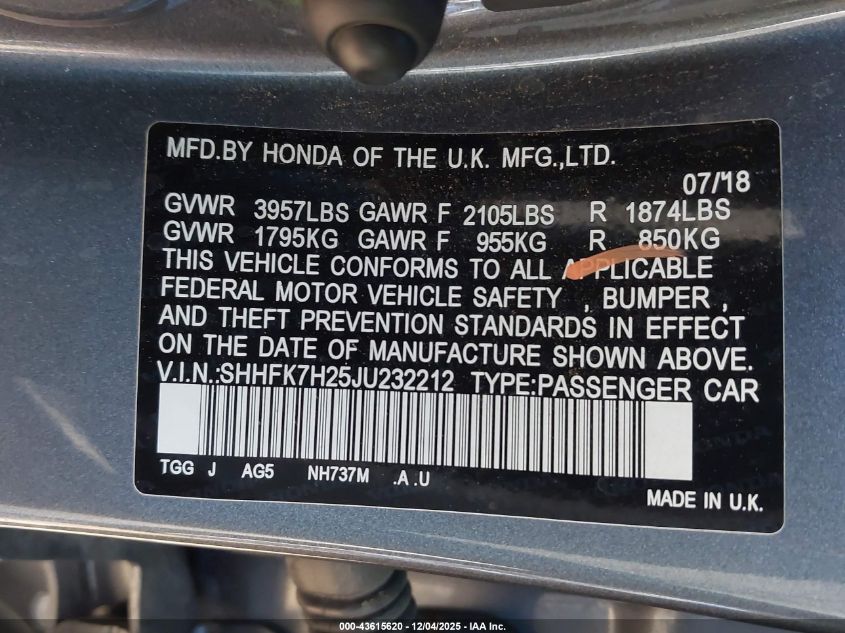 MFD.BY HONDA OF THE U.K. MFG.,LTD.
07/'18
GVWR 3957LBS GAWR F 2105LBS R 1874LBS
GVWR 1795KG GAWR F 955KG R 850KG
THIS VEHICLE CONFORMS TO ALL APPLICABLE
FEDERAL MOTOR VEHICLE SAFETY , BUMPER ,
AND THEFT PREVENTION STANDARDS IN EFFECT
ON THE DATE OF MANUFACTURE SHOWN ABOVE.
V.I.N.:SHHFK7H25JU232212 TYPE:PASSENGER CAR
TGG J AG5 NH737M .A .U
MADE IN U.K.
000-43615620 - 12/04/2025 - IAA Inc.